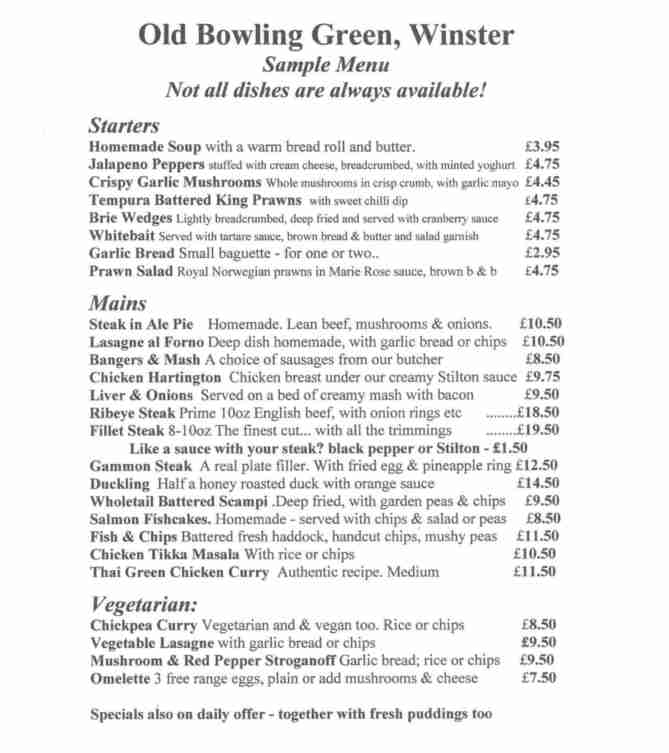 Old Bowling Green, Winster
Sample Menu
Not all dishes are always available!
Starters
Homemade Soup with a warm bread roll and butter. £3.95
Jalapeno Peppers stuffed with cream cheese, breadcrumbed, with minted yoghurt £4.75
Crispy Garlic Mushrooms Whole mushrooms in crisp crumb, with garlic mayo £4.45
Tempura Battered King Prawns with sweet chilli dip £4.75
Brie Wedges Lightly breadcrumbed, deep fried and served with cranberry sauce £4.75
Whitebait Served with tartare sauce, brown bread & butter and salad garnish £4.75
Garlic Bread Small baguette - for one or two.. £2.95
Prawn Salad Royal Norwegian prawns in Marie Rose sauce, brown b & b £4.75
Mains
Steak in Ale Pie Homemade. Lean beef, mushrooms & onions. £10.50
Lasagne al Forno Deep dish homemade, with garlic bread or chips £10.50
Bangers & Mash A choice of sausages from our butcher £8.50
Chicken Hartington Chicken breast under our creamy Stilton sauce £9.75
Liver & Onions Served on a bed of creamy mash with bacon £9.50
Ribeye Steak Prime 10oz English beef, with onion rings etc ........£18.50
Fillet Steak 8-10oz The finest cut... with all the trimmings ........£19.50
Like a sauce with your steak? black pepper or Stilton - £1.50
Gammon Steak A real plate filler. With fried egg & pineapple ring £12.50
Duckling Half a honey roasted duck with orange sauce £14.50
Wholetail Battered Scampi .Deep fried, with garden peas & chips £9.50
Salmon Fishcakes. Homemade - served with chips & salad or peas £8.50
Fish & Chips Battered fresh haddock, handcut chips, mushy peas £11.50
Chicken Tikka Masala With rice or chips £10.50
Thai Green Chicken Curry Authentic recipe. Medium £11.50
Vegetarian:
Chickpea Curry Vegetarian and & vegan too. Rice or chips £8.50
Vegetable Lasagne with garlic bread or chips £9.50
Mushroom & Red Pepper Stroganoff Garlic bread; rice or chips £9.50
Omelette 3 free range eggs, plain or add mushrooms & cheese £7.50
Specials also on daily offer - together with fresh puddings too